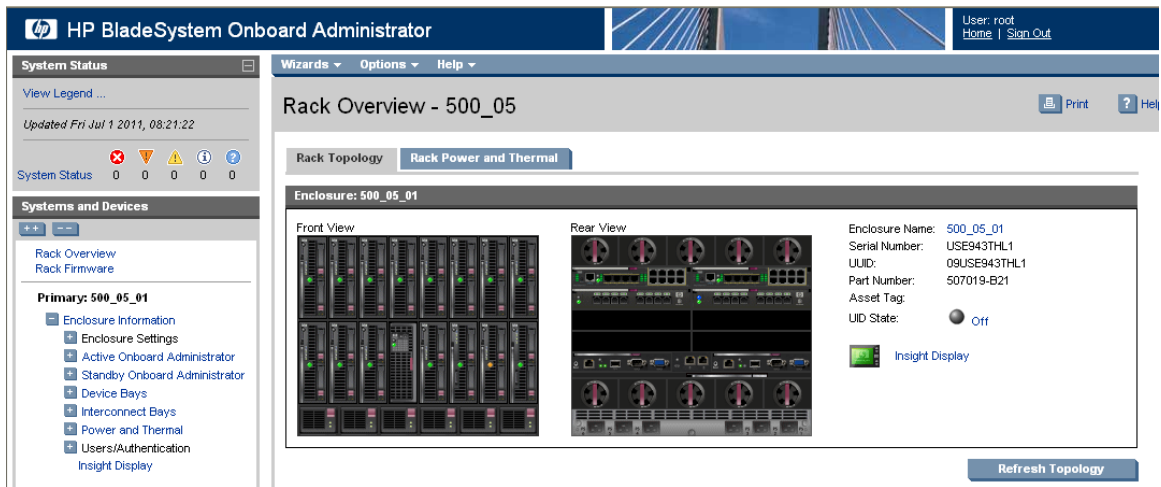 hp HP BladeSystem Onboard Administrator
User: root
Home | Sign Out
System Status
View Legend ...
Updated Fri Jul 1 2011, 08:21:22
System Status 0 0 0 0 0
Systems and Devices
++ --
Rack Overview
Rack Firmware
Primary: 500_05_01
Enclosure Information
Enclosure Settings
Active Onboard Administrator
Standby Onboard Administrator
Device Bays
Interconnect Bays
Power and Thermal
Users/Authentication
Insight Display
Wizards Options Help
Rack Overview - 500_05
Print ? Help
Rack Topology Rack Power and Thermal
Enclosure: 500_05_01
Front View
Rear View
Enclosure Name: 500_05_01
Serial Number: USE943THL1
UUID: 09USE943THL1
Part Number: 507019-B21
Asset Tag:
UID State: Off
Insight Display
Refresh Topology